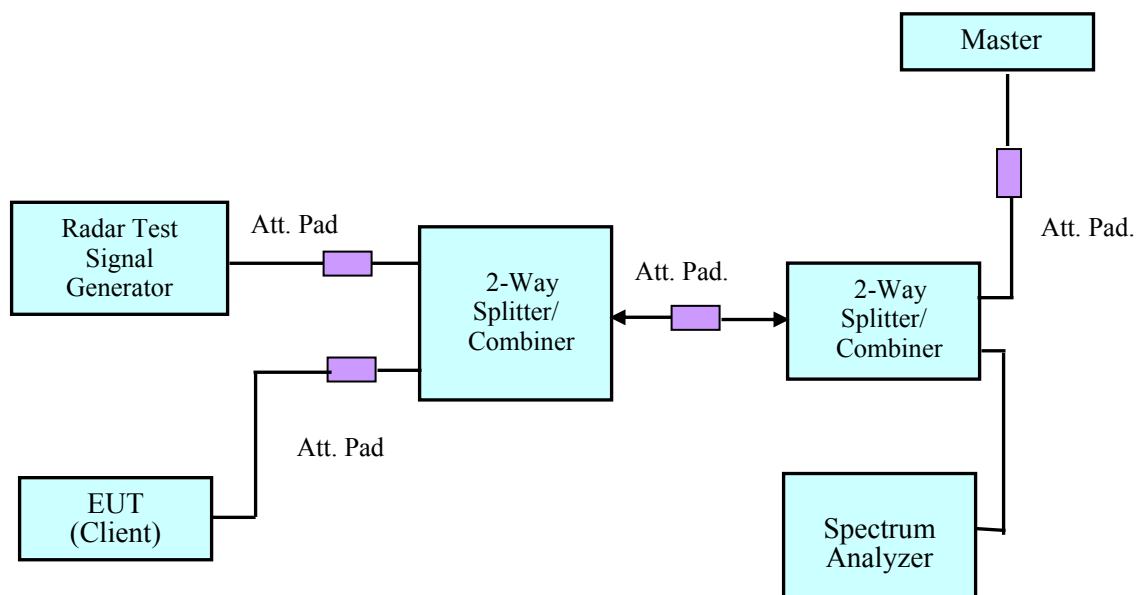 Master
Att. Pad.
Radar Test
Signal
Generator
Att. Pad
2-Way
Splitter/
Combiner
Att. Pad.
2-Way
Splitter/
Combiner
Att. Pad
EUT
(Client)
Spectrum
Analyzer